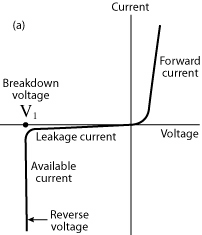 Current
(a)
Forward
current
Breakdown
voltage
V₁
Leakage current
Voltage
Available
current
Reverse
voltage